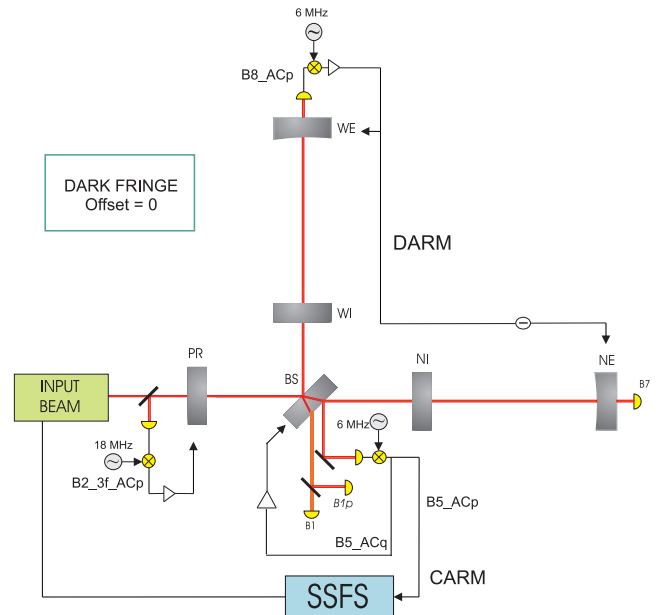 6 MHz
B8_ACp
WE
DARK FRINGE
Offset = 0
DARM
WI
PR
BS
NI
NE
INPUT
BEAM
B7
6 MHz
18 MHz
B2_3f_ACp
B1p
B5_ACp
B1
B5_ACq
CARM
SSFS